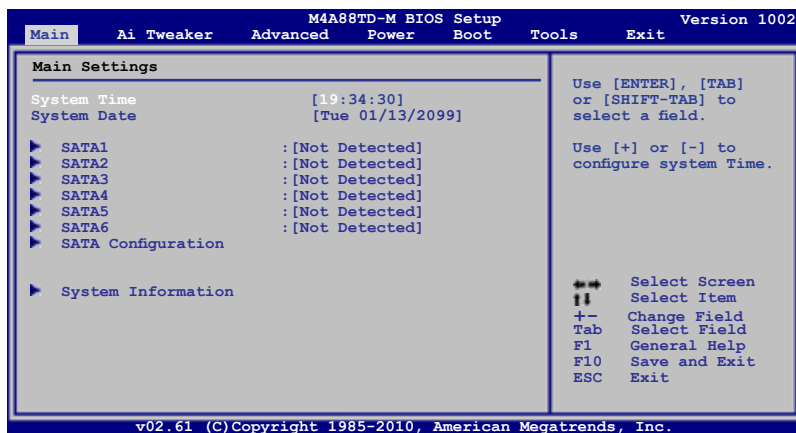 M4A88TD-M BIOS Setup
Version 1002
Main Ai Tweaker Advanced Power Boot Tools Exit
Main Settings
System Time [19:34:30]
System Date [Tue 01/13/2099]
SATA1 :[Not Detected]
SATA2 :[Not Detected]
SATA3 :[Not Detected]
SATA4 :[Not Detected]
SATA5 :[Not Detected]
SATA6 :[Not Detected]
SATA Configuration
System Information
Use [ENTER], [TAB]
or [SHIFT-TAB] to
select a field.
Use [+] or [-] to
configure system Time.
←→ Select Screen
↑↓ Select Item
+- Change Field
Tab Select Field
F1 General Help
F10 Save and Exit
ESC Exit
v02.61 (C)Copyright 1985-2010, American Megatrends, Inc.